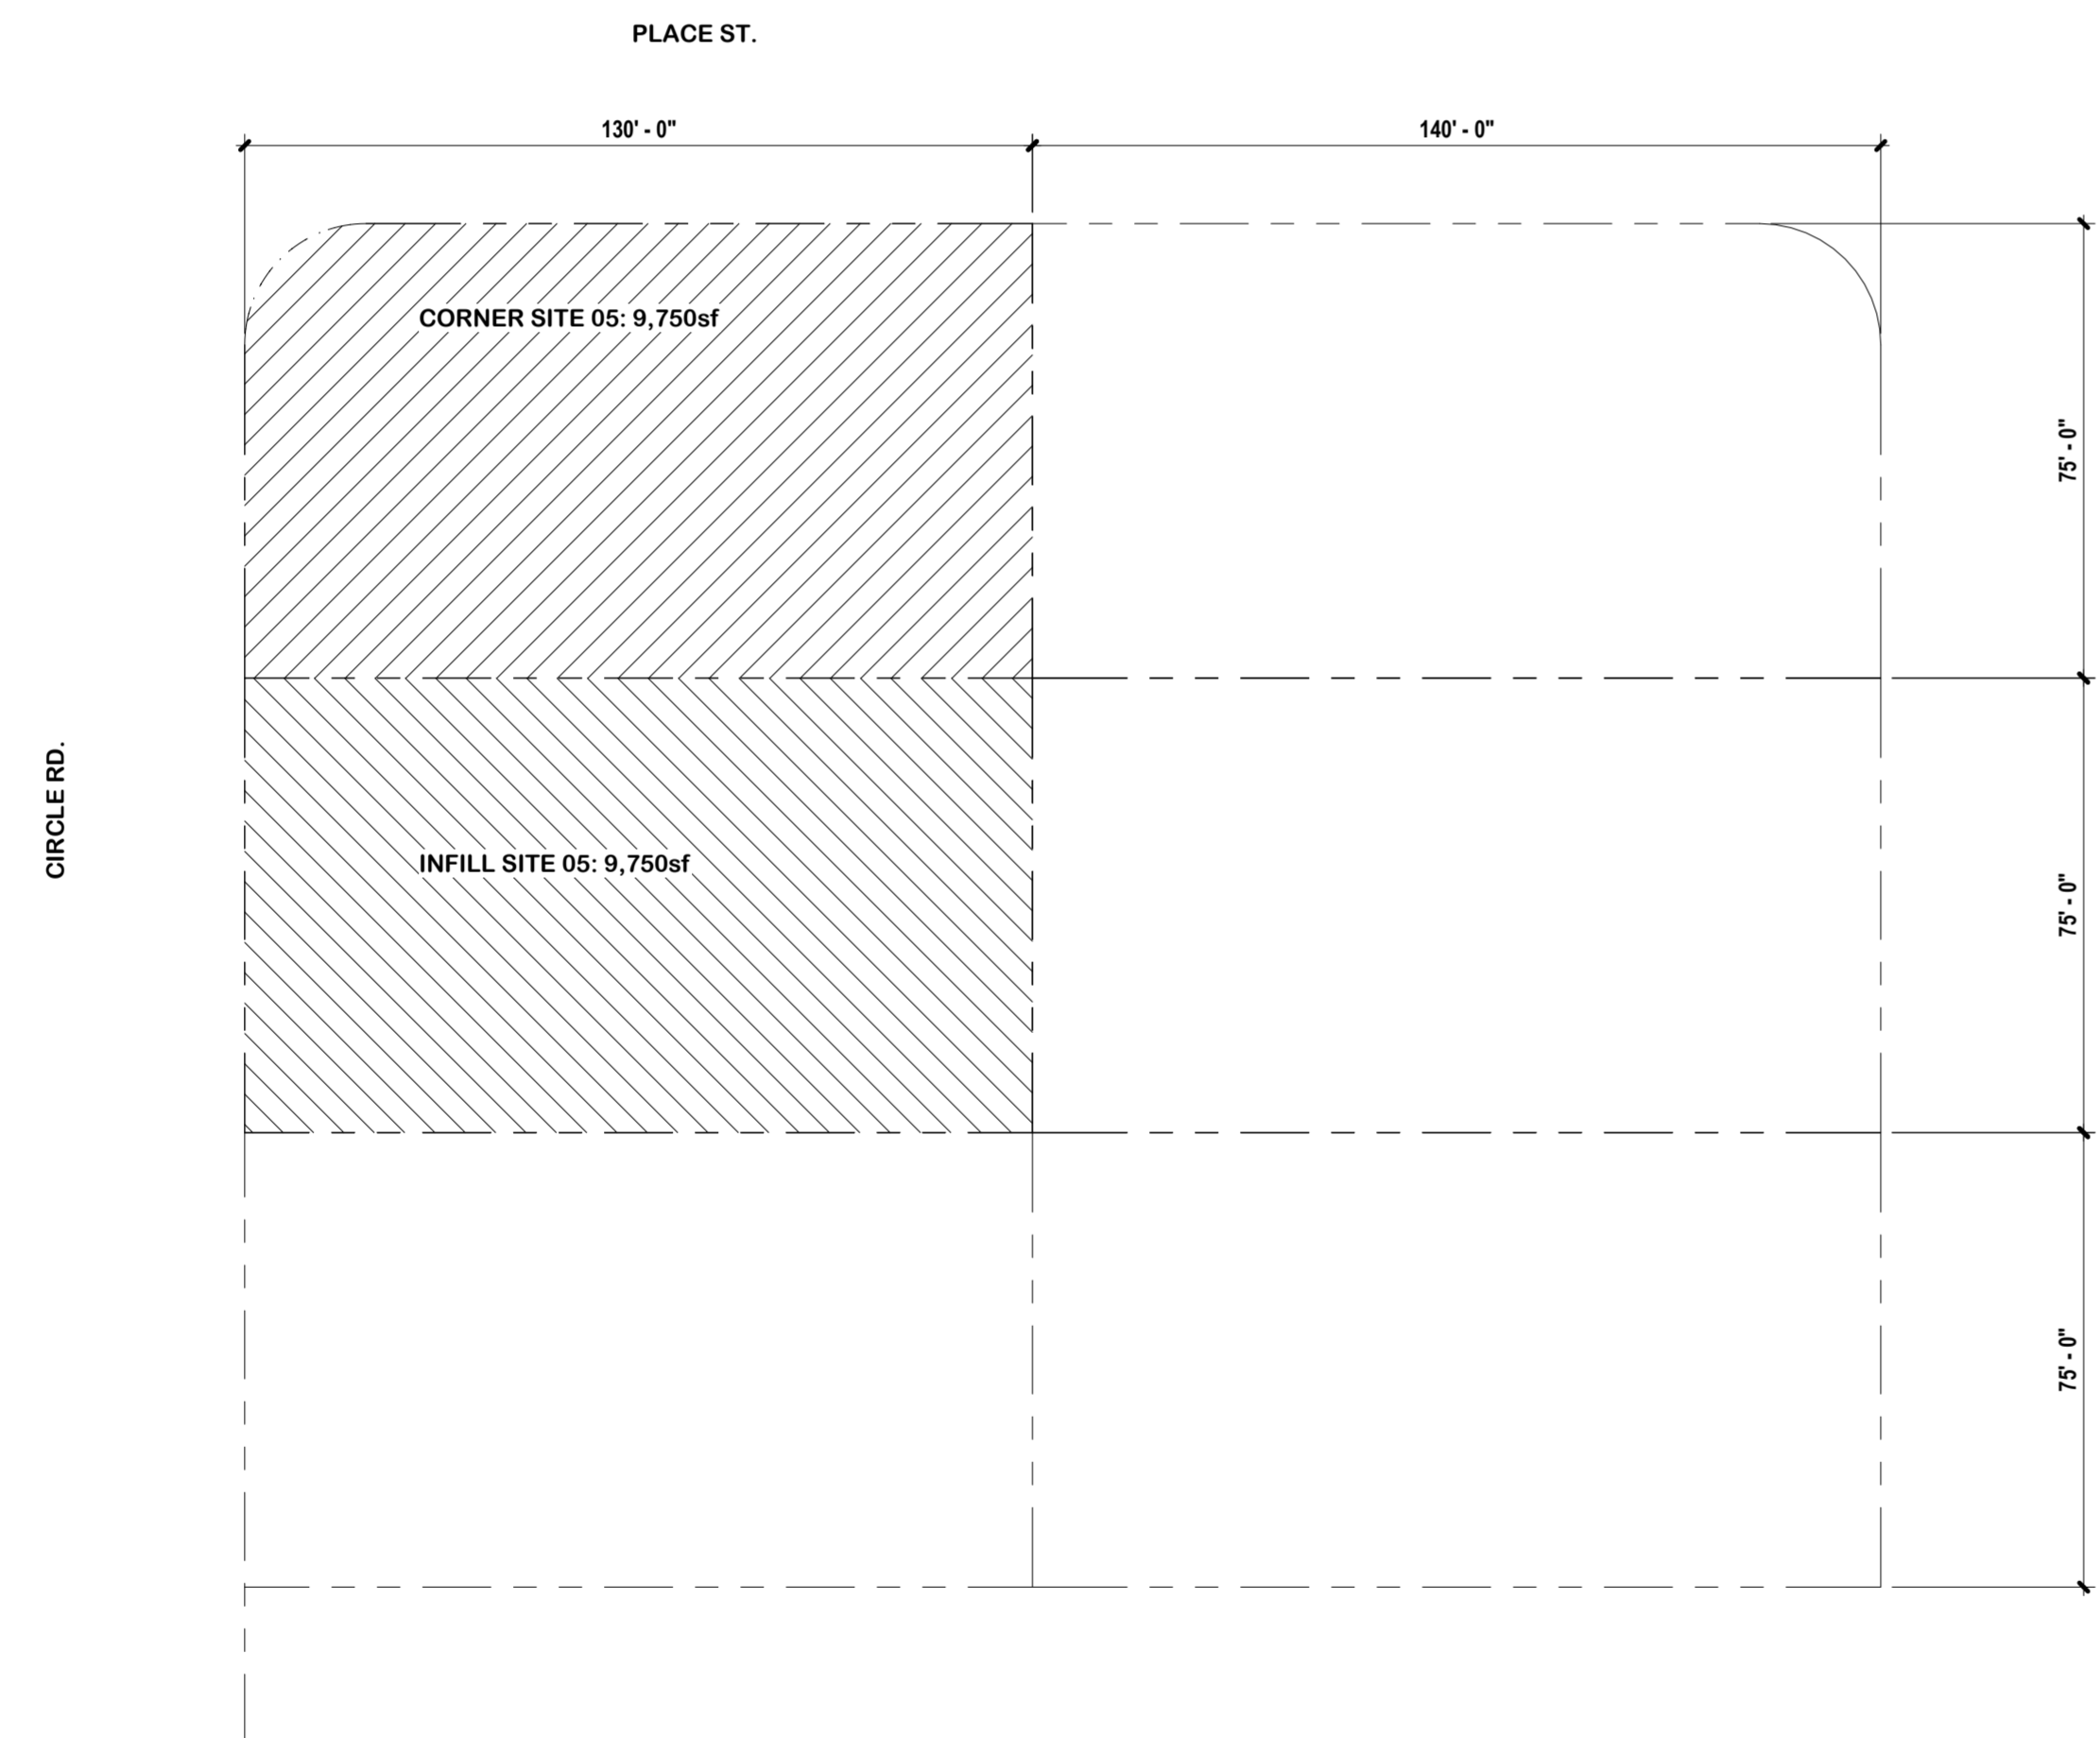 PLACE ST.
130' - 0"
140' - 0"
CORNER SITE 05: 9,750sf
75' - 0"
CIRCLE RD.
INFILL SITE 05: 9,750sf
75' - 0"
75' - 0"